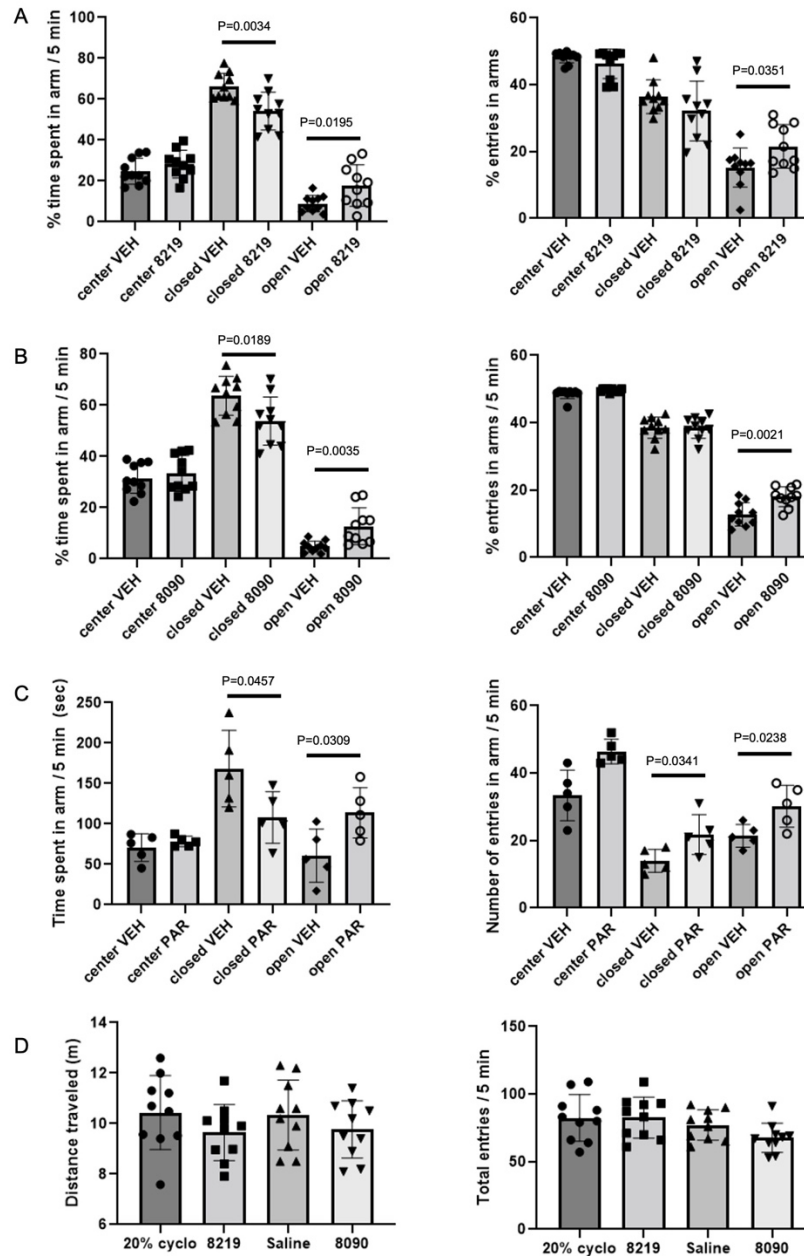 A
% time spent in arm / 5 min
100
80
60
40
20
0
P=0.0034
P=0.0195
center VEH
center 8219
closed VEH
closed 8219
open VEH
open 8219
% entries in arms
60
40
20
0
P=0.0351
center VEH
center 8219
closed VEH
closed 8219
open VEH
open 8219
B
% time spent in arm / 5 min
80
60
40
20
0
P=0.0189
P=0.0035
center VEH
center 8090
closed VEH
closed 8090
open VEH
open 8090
% entries in arms / 5 min
60
40
20
0
P=0.0021
center VEH
center 8090
closed VEH
closed 8090
open VEH
open 8090
C
Time spent in arm / 5 min (sec)
250
200
150
100
50
0
P=0.0457
P=0.0309
center VEH
center PAR
closed VEH
closed PAR
open VEH
open PAR
Number of entries in arm / 5 min
60
40
20
0
P=0.0341
P=0.0238
center VEH
center PAR
closed VEH
closed PAR
open VEH
open PAR
D
Distance traveled (m)
14
12
10
8
6
20% cyclo
8219
Saline
8090
Total entries / 5 min
150
100
50
0
20% cyclo
8219
Saline
8090